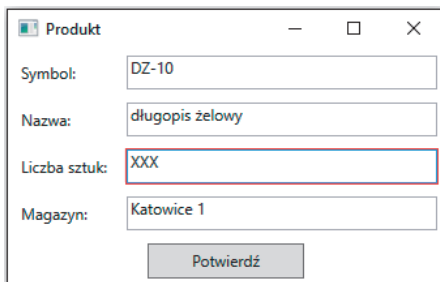 Produkt
Symbol: DZ-10
Nazwa: długopis żelowy
Liczba sztuk: XXX
Magazyn: Katowice 1
Potwierdź